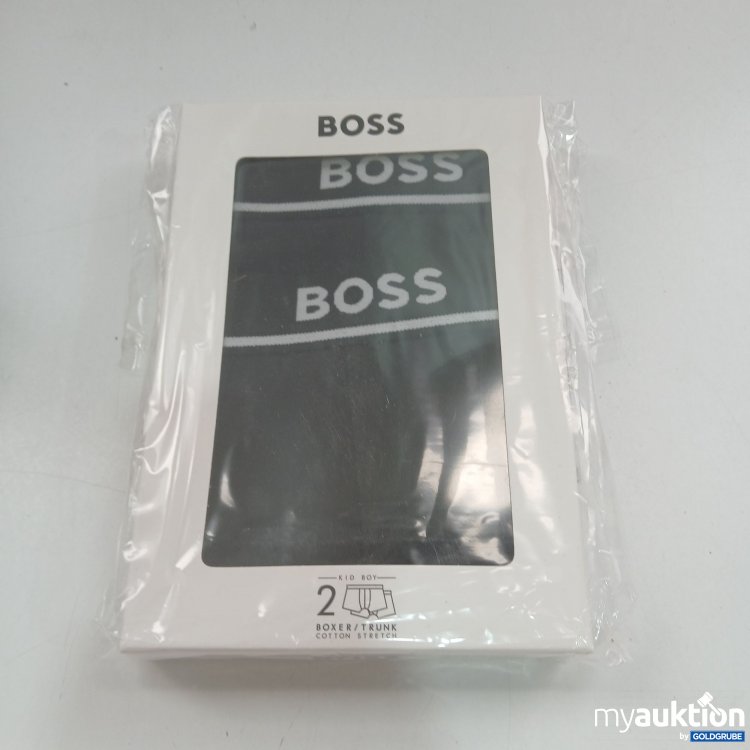 BOSS
BOSS
BOSS
KID BOY
2
BOXER/TRUNK
COTTON STRETCH
myauktion
by GOLDGRUBE